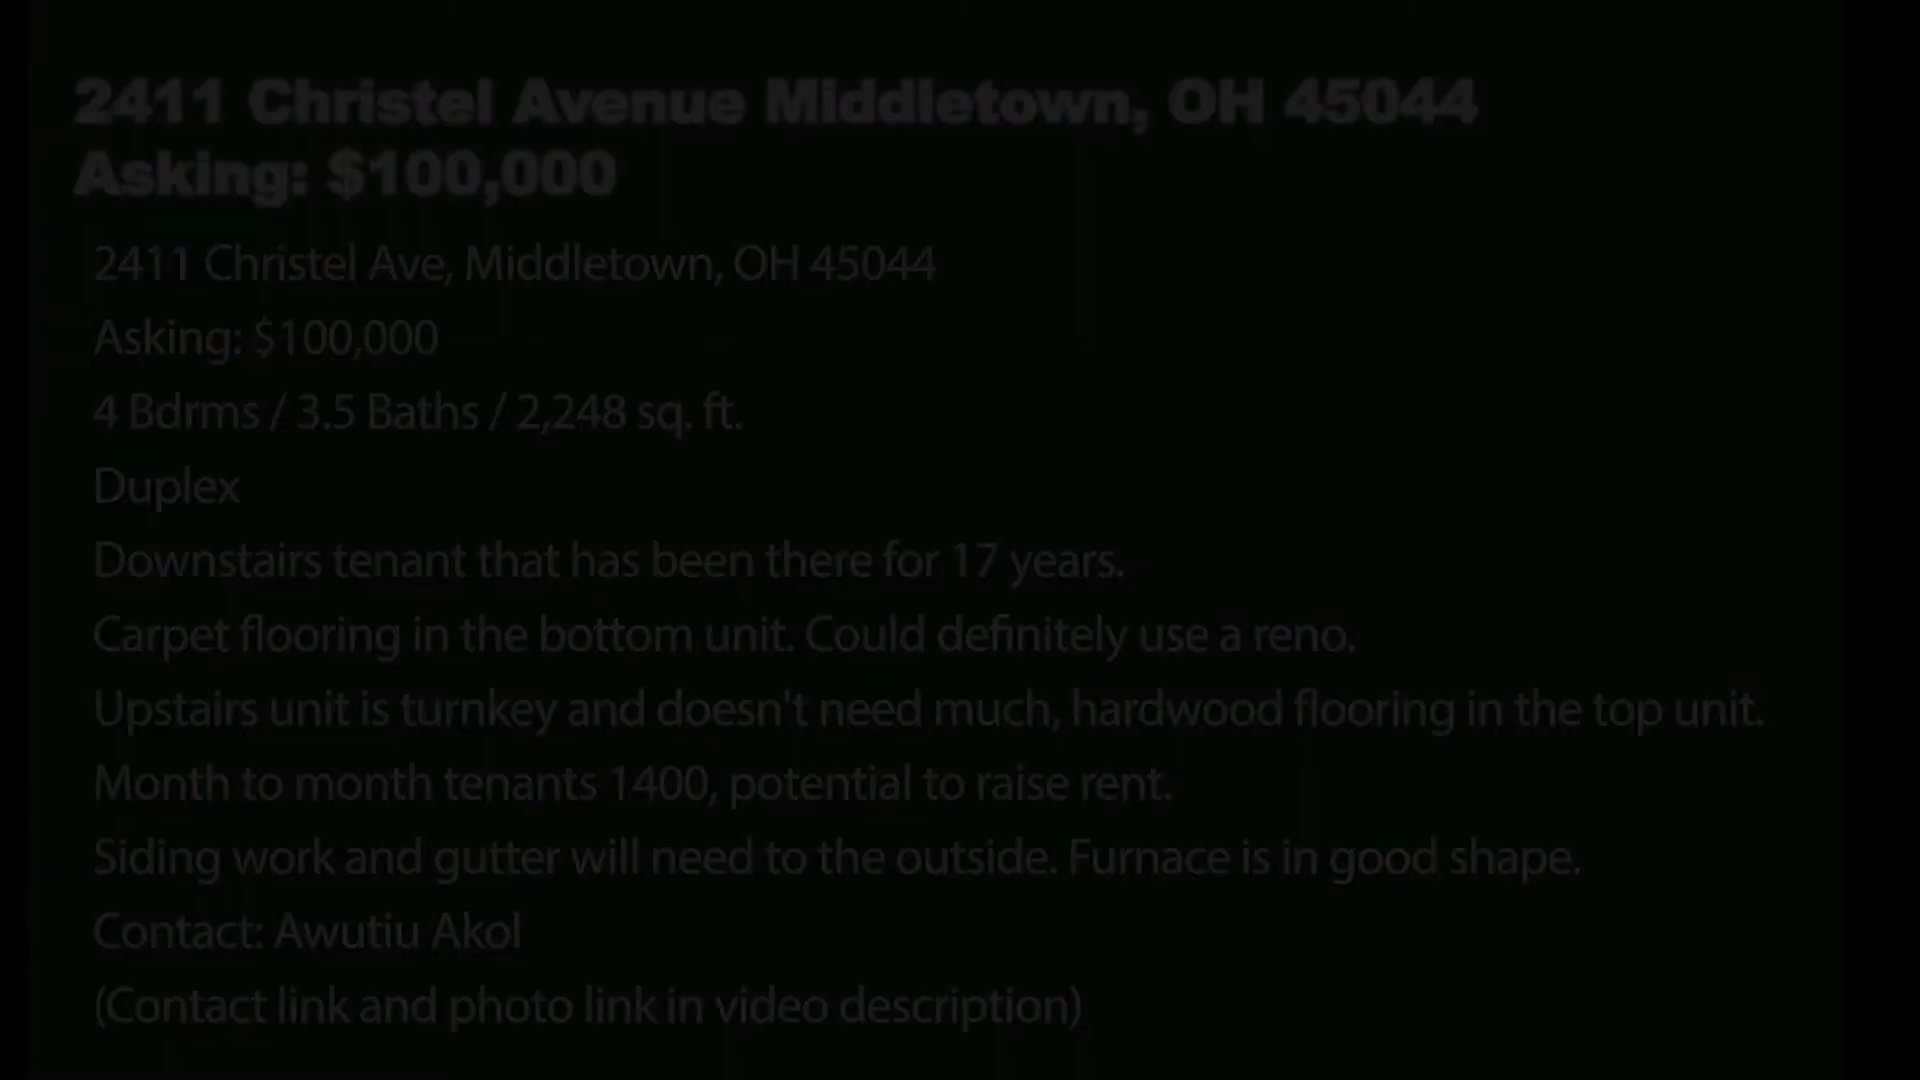 2411 Christel Avenue Middletown, OH 45044
Asking: $100,000
2411 Christel Ave, Middletown, OH 45044
Asking: $100,000
4 Bdrms / 3.5 Baths / 2,248 sq. ft.
Duplex
Downstairs tenant that has been there for 17 years.
Carpet flooring in the bottom unit. Could definitely use a reno.
Upstairs unit is turnkey and doesn't need much, hardwood flooring in the top unit.
Month to month tenants 1400, potential to raise rent.
Siding work and gutter will need to the outside. Furnace is in good shape.
Contact: Awutiu Akol
(Contact link and photo link in video description)